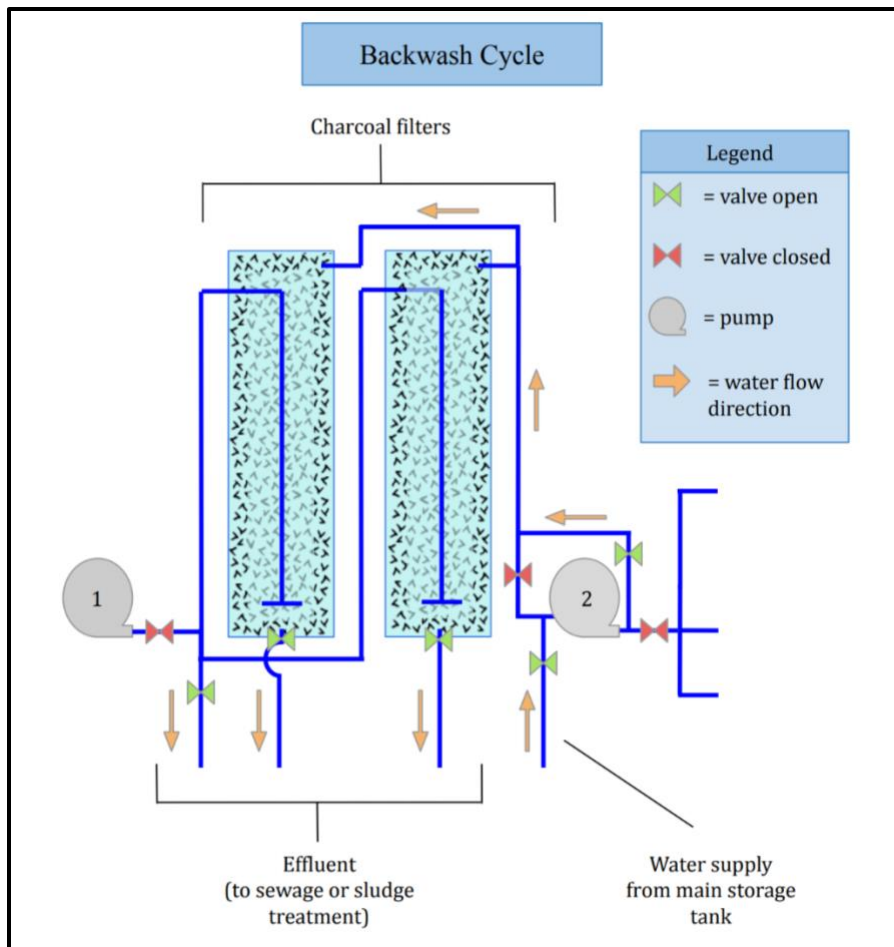 Backwash Cycle
Charcoal filters
Legend
= valve open
= valve closed
= pump
= water flow
direction
1
2
Effluent
(to sewage or sludge
treatment)
Water supply
from main storage
tank